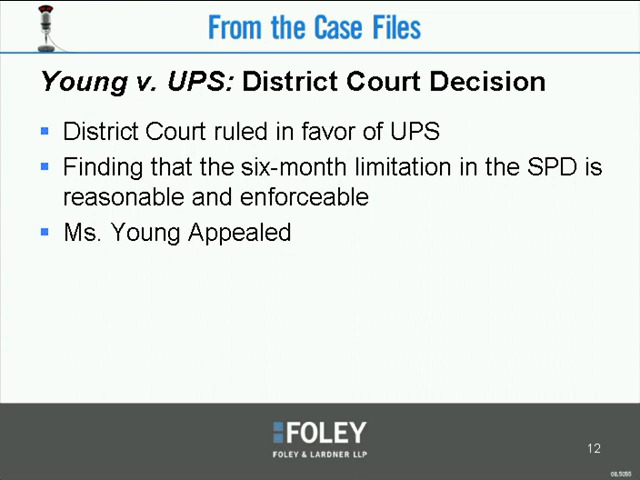 From the Case Files
Young v. UPS: District Court Decision
District Court ruled in favor of UPS
Finding that the six-month limitation in the SPD is
reasonable and enforceable
Ms. Young Appealed
FOLEY
FOLEY & LARDNER LLP
12